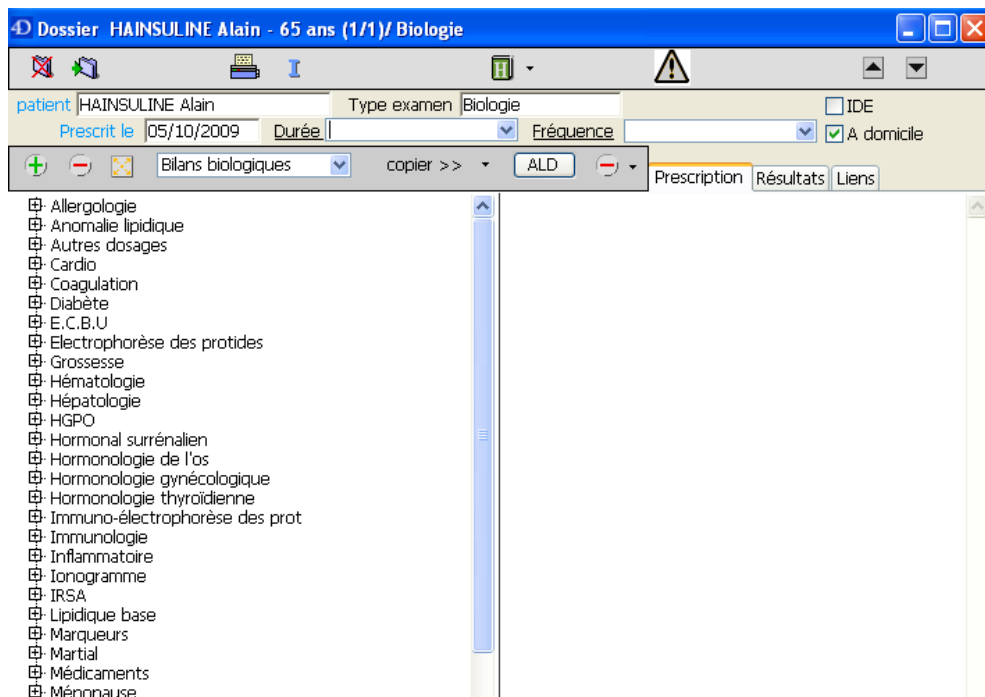 4D Dossier HAINSULINE Alain - 65 ans (1/1)/ Biologie
I H
patient HAINSULINE Alain Type examen Biologie IDE
Prescrit le 05/10/2009 Durée Fréquence A domicile
Bilans biologiques copier >> ALD Prescription Résultats Liens
Allergologie
Anomalie lipidique
Autres dosages
Cardio
Coagulation
Diabète
E.C.B.U
Electrophorèse des protides
Grossesse
Hématologie
Hépatologie
HGPO
Hormonal surrénalien
Hormonologie de l'os
Hormonologie gynécologique
Hormonologie thyroïdienne
Immuno-électrophorèse des prot
Immunologie
Inflammatoire
Ionogramme
IRSA
Lipidique base
Marqueurs
Martial
Médicaments
Ménopause